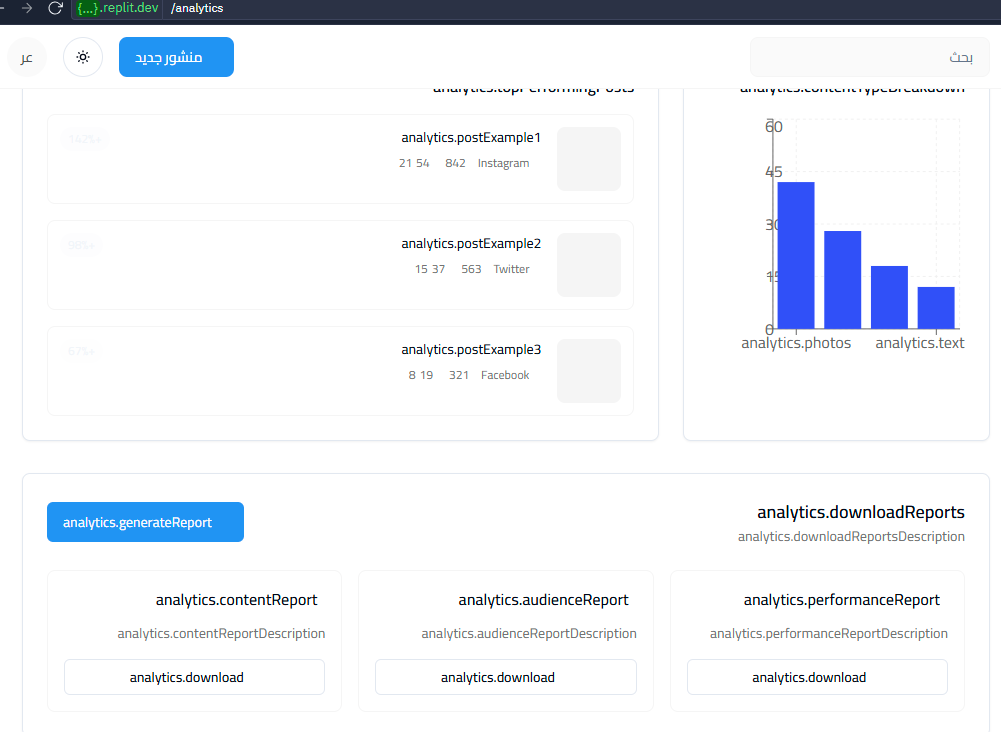 {...}.replit.dev /analytics
بحث
منشور جديد
عر
analytics.contentTypeBreakdown
60
45
30
15
0
analytics.photos analytics.text
analytics.topPerformingPosts
analytics.postExample1
21 54 842 Instagram
142%+
analytics.postExample2
15 37 563 Twitter
98%+
analytics.postExample3
8 19 321 Facebook
67%+
analytics.downloadReports
analytics.downloadReportsDescription
analytics.generateReport
analytics.performanceReport
analytics.performanceReportDescription
analytics.download
analytics.audienceReport
analytics.audienceReportDescription
analytics.download
analytics.contentReport
analytics.contentReportDescription
analytics.download